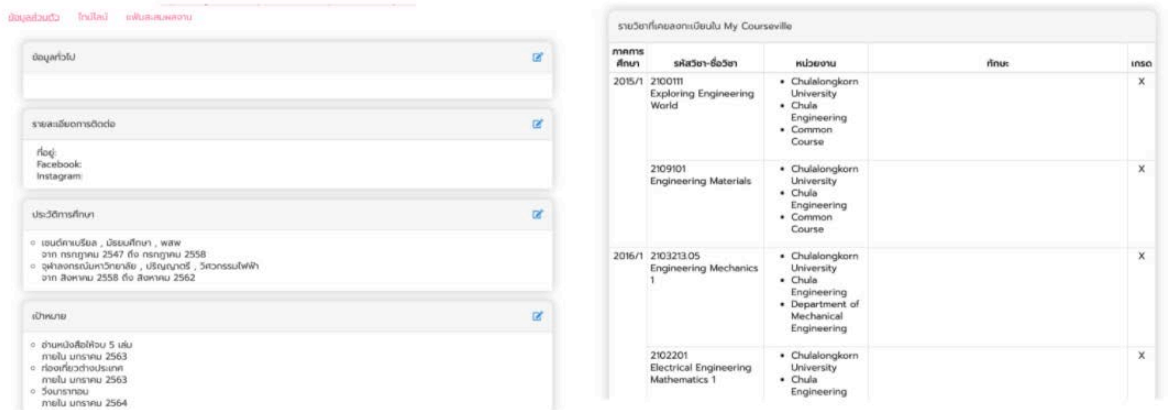 ข้อมูลส่วนตัว ไทม์ไลน์ แฟ้มสะสมผลงาน
ข้อมูลทั่วไป
รายละเอียดการติดต่อ
ที่อยู่:
Facebook:
Instagram:
ประวัติการศึกษา
เซนต์คาเบรียล , มัธยมศึกษา , พสพ
จาก กรกฎาคม 2547 ถึง กรกฎาคม 2558
จุฬาลงกรณ์มหาวิทยาลัย , ปริญญาตรี , วิศวกรรมไฟฟ้า
จาก สิงหาคม 2558 ถึง สิงหาคม 2562
เป้าหมาย
อ่านหนังสือให้จบ 5 เล่ม
ภายใน มกราคม 2563
ท่องเที่ยวต่างประเทศ
ภายใน มกราคม 2563
วิ่งมาราทอน
ภายใน มกราคม 2564
รายวิชาที่เคยลงทะเบียนใน My Courseville
ภาคการ
ศึกษา รหัสวิชา-ชื่อวิชา หน่วยงาน ทักษะ เกรด
2015/1 2100111 • Chulalongkorn X
Exploring Engineering University
World • Chula
Engineering
• Common
Course
2109101 • Chulalongkorn X
Engineering Materials University
• Chula
Engineering
• Common
Course
2016/1 2103213.05 • Chulalongkorn X
Engineering Mechanics University
1 • Chula
Engineering
• Department of
Mechanical
Engineering
2102201 • Chulalongkorn X
Electrical Engineering University
Mathematics 1 • Chula
Engineering